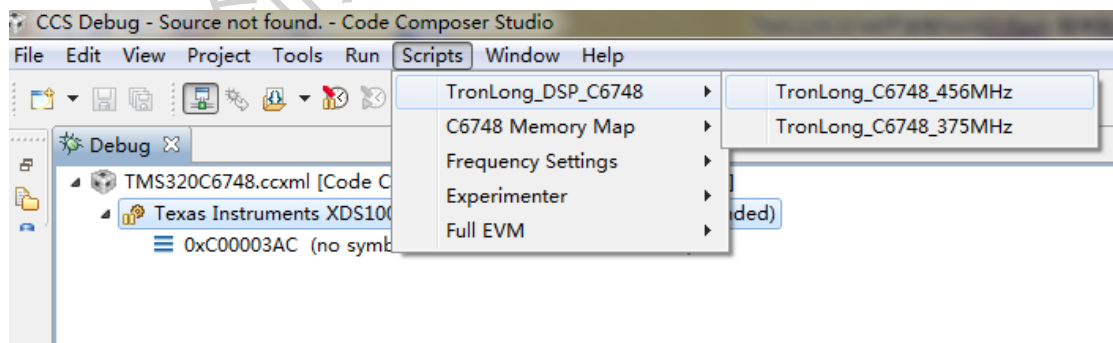 CCS Debug - Source not found. - Code Composer Studio
File Edit View Project Tools Run Scripts Window Help
TronLong_DSP_C6748
TronLong_C6748_456MHz
C6748 Memory Map
TronLong_C6748_375MHz
Debug
Frequency Settings
TMS320C6748.ccxml [Code C
]
Experimenter
Texas Instruments XDS100
nded)
Full EVM
0xC00003AC (no symb